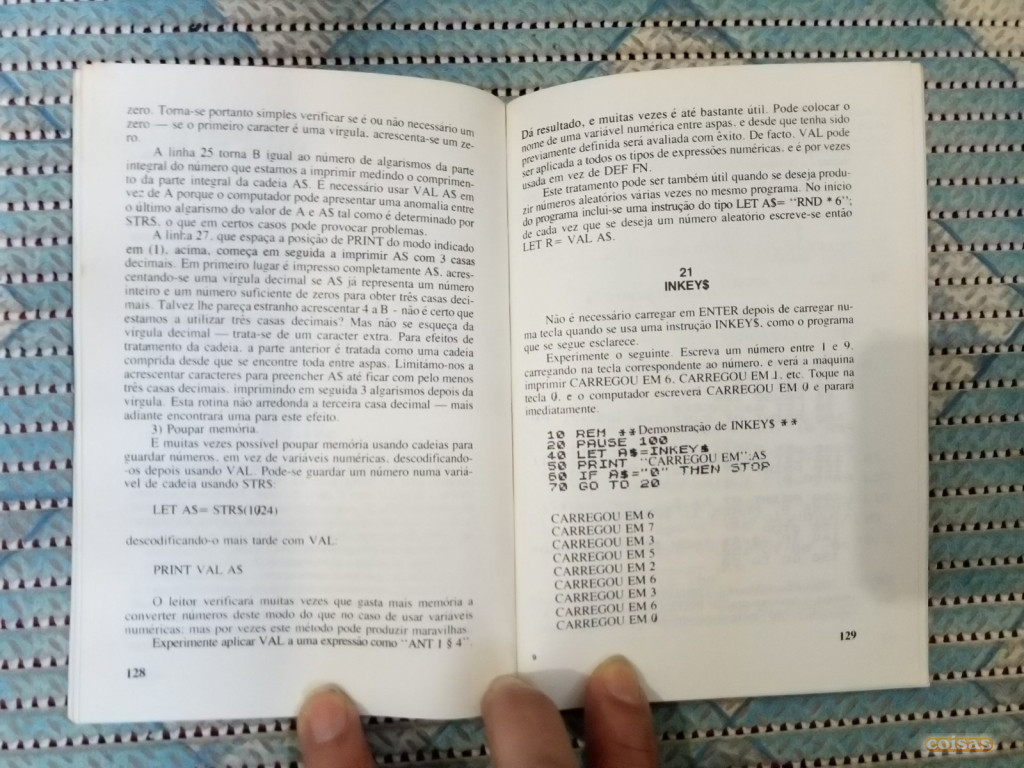 zero. Torna-se portanto simples verificar se é ou não necessário um
zero — se o primeiro caracter é uma vírgula, acrescenta-se um ze-
ro.
A linha 25 torna B igual ao número de algarismos da parte
integral do número que estamos a imprimir medindo o comprimen-
to da parte integral da cadeia AS. É necessário usar VAL AS em
vez de A porque o computador pode apresentar uma anomalia entre
o último algarismo do valor de A e AS tal como é determinado por
STRS, o que em certos casos pode provocar problemas.
A linha 27, que espaça a posição de PRINT do modo indicado
em (1), acima, começa em seguida a imprimir AS com 3 casas
decimais. Em primeiro lugar é impresso completamente AS, acres-
centando-se uma vírgula decimal se AS já representa um número
inteiro e um número suficiente de zeros para obter três casas deci-
mais. Talvez lhe pareça estranho acrescentar 4 a B - não é certo que
estamos a utilizar três casas decimais? Mas não se esqueça da
vírgula decimal — trata-se de um caracter extra. Para efeitos de
tratamento da cadeia, a parte anterior é tratada como uma cadeia
comprida desde que se encontre toda entre aspas. Limitámo-nos a
acrescentar caracteres para preencher AS até ficar com pelo menos
três casas decimais, imprimindo em seguida 3 algarismos depois da
vírgula. Esta rotina não arredonda a terceira casa decimal — mais
adiante encontrará uma para este efeito.
3) Poupar memória.
É muitas vezes possível poupar memória usando cadeias para
guardar números, em vez de variáveis numéricas, descodificando-
-os depois usando VAL. Pode-se guardar um número numa variá-
vel de cadeia usando STRS:
LET AS= STRS(1024)
descodificando-o mais tarde com VAL:
PRINT VAL AS
O leitor verificará muitas vezes que gasta mais memória a
converter números deste modo do que no caso de usar variáveis
numéricas; mas por vezes este método pode produzir maravilhas.
Experimente aplicar VAL a uma expressão como "ANT 1 § 4".
128
Dá resultado, e muitas vezes é até bastante útil. Pode colocar o
nome de uma variável numérica entre aspas, e desde que tenha sido
previamente definida será avaliada com êxito. De facto, VAL pode
ser aplicada a todos os tipos de expressões numéricas, e é por vezes
usada em vez de DEF FN.
Este tratamento pode ser também útil quando se deseja produ-
zir números aleatórios várias vezes no mesmo programa. No início
do programa inclui-se uma instrução do tipo LET A$= "RND * 6";
de cada vez que se deseja um número aleatório escreve-se então
LET R= VAL AS.
21
INKEY$
Não é necessário carregar em ENTER depois de carregar nu-
ma tecla quando se usa uma instrução INKEY$, como o programa
que se segue esclarece.
Experimente o seguinte. Escreva um número entre 1 e 9,
carregando na tecla correspondente ao número, e verá a máquina
imprimir CARREGOU EM 6, CARREGOU EM 1, etc. Toque na
tecla 0, e o computador escreverá CARREGOU EM 0 e parará
imediatamente.
10 REM ** Demonstração de INKEY$ **
20 PAUSE 100
40 LET A$=INKEY$
50 PRINT "CARREGOU EM";AS
60 IF A$="0" THEN STOP
70 GO TO 20
CARREGOU EM 6
CARREGOU EM 7
CARREGOU EM 3
CARREGOU EM 5
CARREGOU EM 2
CARREGOU EM 6
CARREGOU EM 3
CARREGOU EM 6
CARREGOU EM 0
129
9
coisas